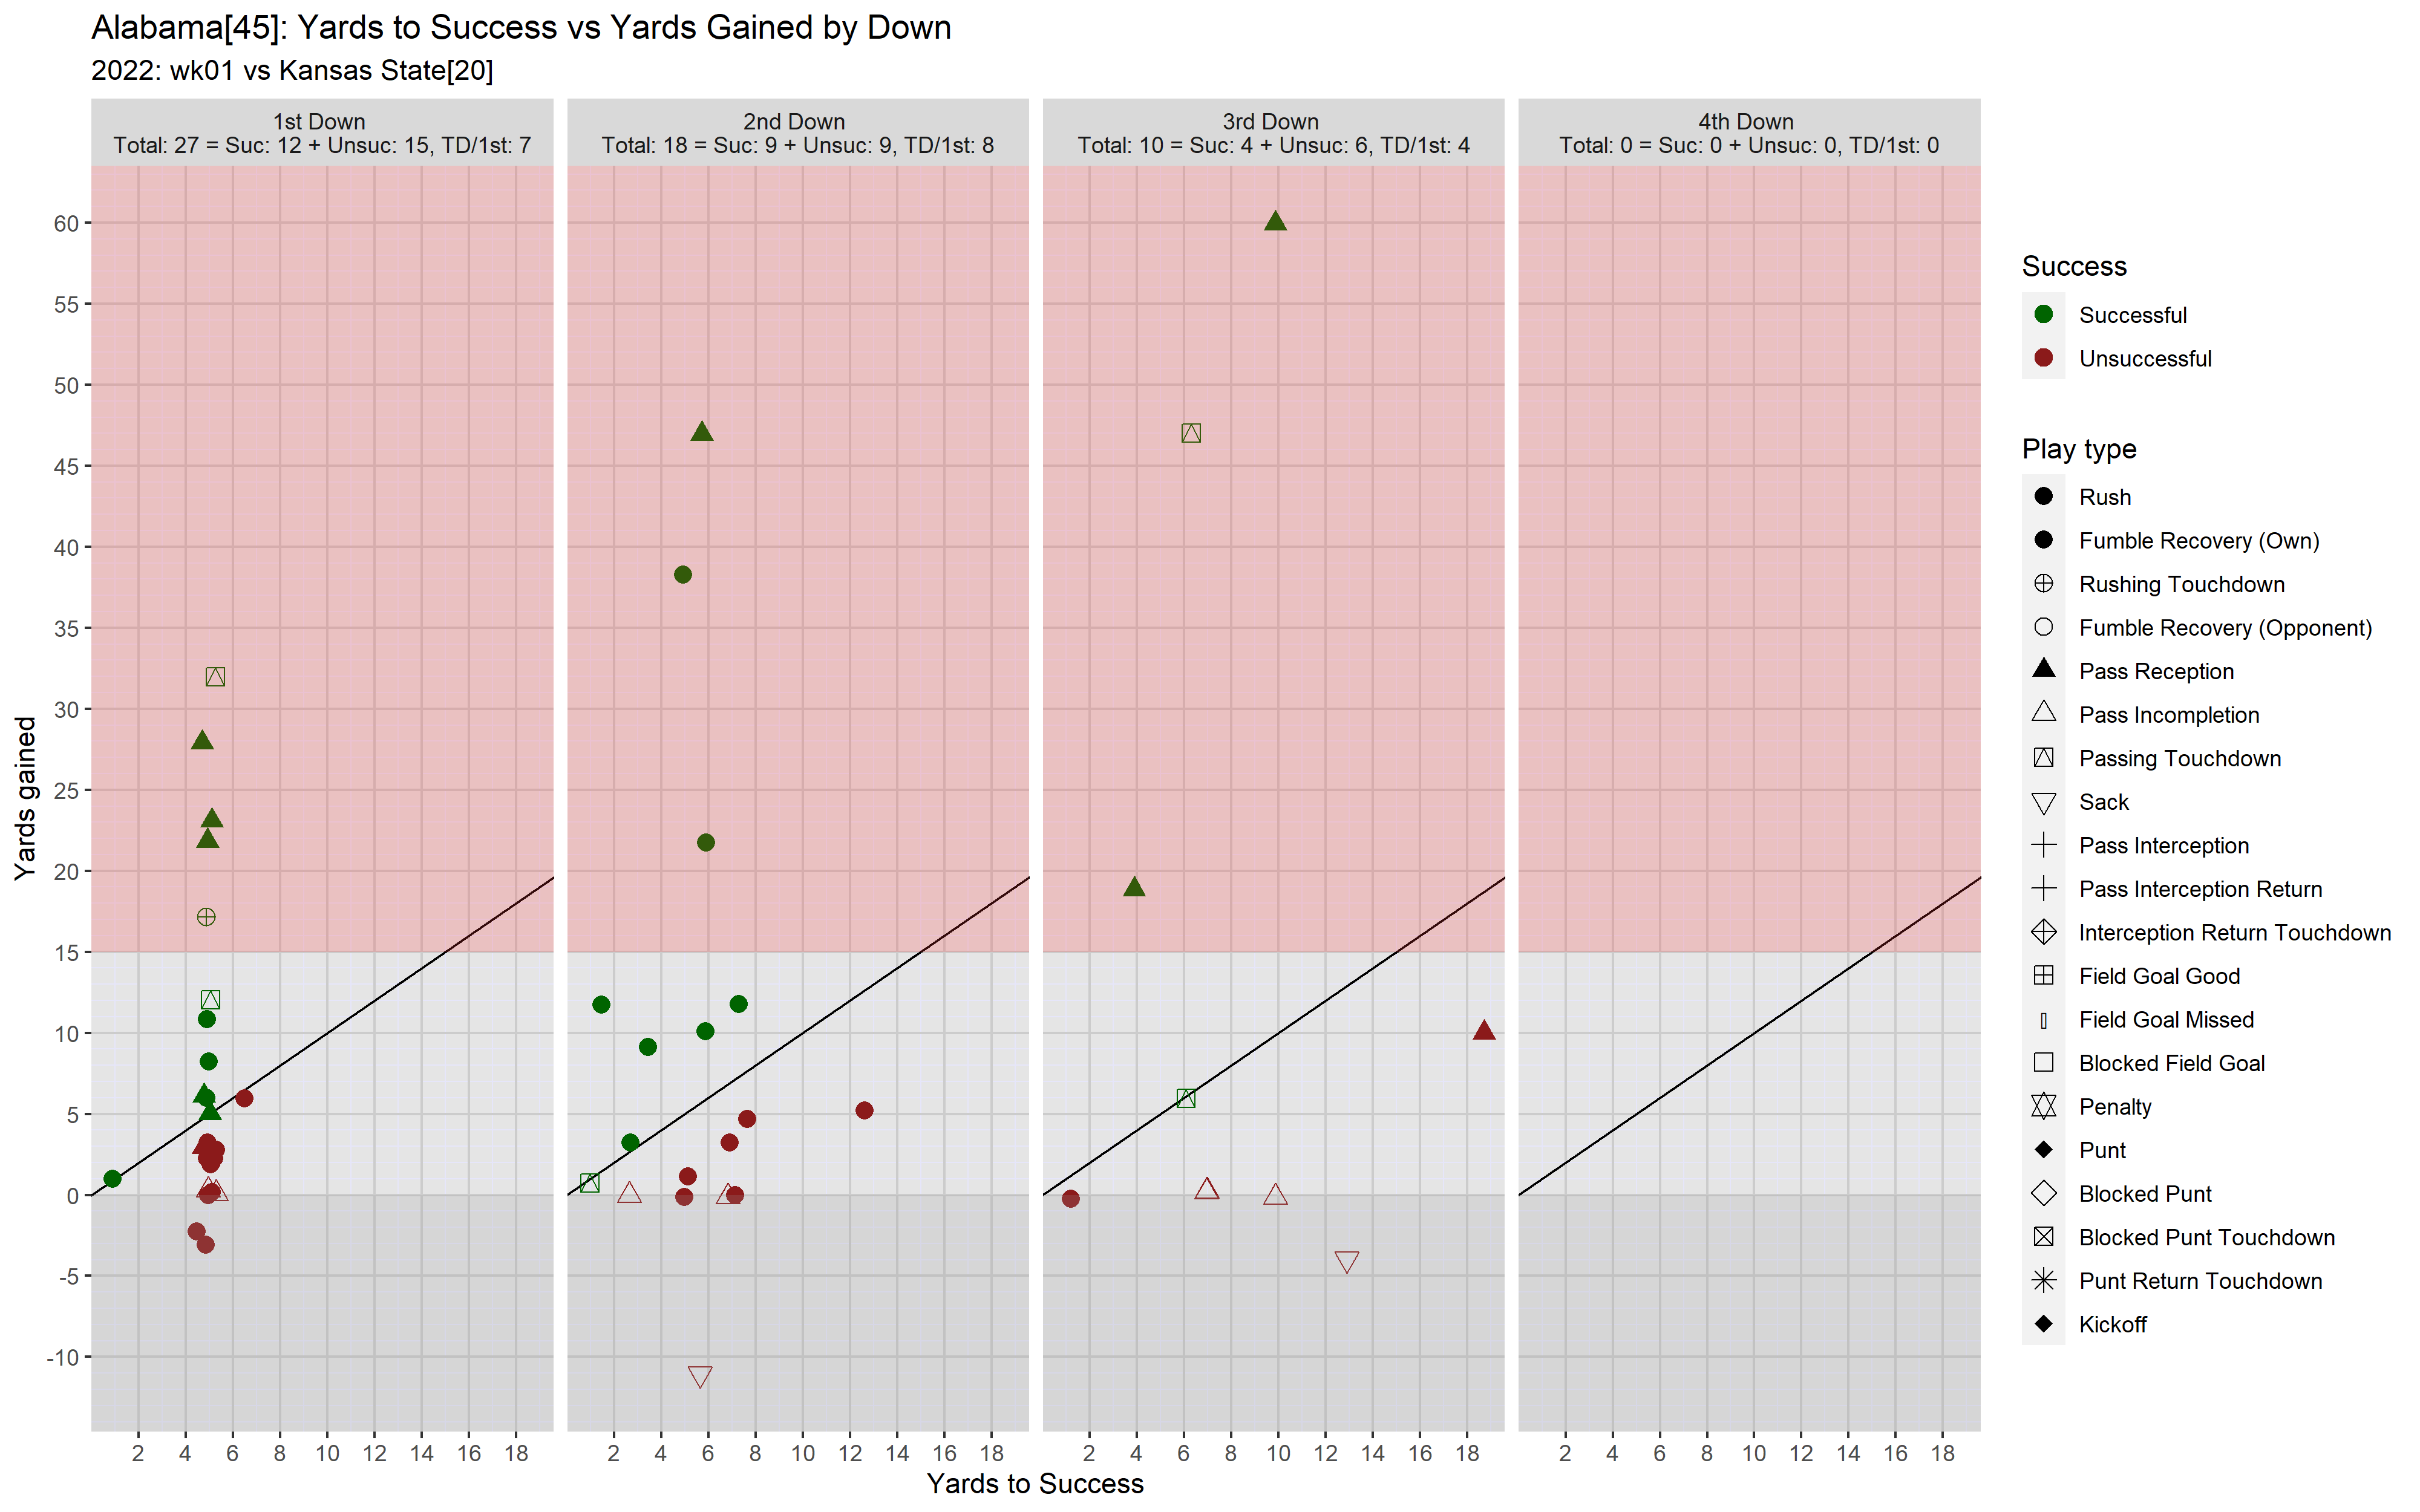 Alabama[45]: Yards to Success vs Yards Gained by Down
2022: wk01 vs Kansas State[20]
1st Down
Total: 27 = Suc: 12 + Unsuc: 15, TD/1st: 7
2nd Down
Total: 18 = Suc: 9 + Unsuc: 9, TD/1st: 8
3rd Down
Total: 10 = Suc: 4 + Unsuc: 6, TD/1st: 4
4th Down
Total: 0 = Suc: 0 + Unsuc: 0, TD/1st: 0
Yards gained
60
55
50
45
40
35
30
25
20
15
10
5
0
-5
-10
2 4 6 8 10 12 14 16 18
2 4 6 8 10 12 14 16 18
2 4 6 8 10 12 14 16 18
2 4 6 8 10 12 14 16 18
Yards to Success
Success
Successful
Unsuccessful
Play type
Rush
Fumble Recovery (Own)
Rushing Touchdown
Fumble Recovery (Opponent)
Pass Reception
Pass Incompletion
Passing Touchdown
Sack
Pass Interception
Pass Interception Return
Interception Return Touchdown
Field Goal Good
Field Goal Missed
Blocked Field Goal
Penalty
Punt
Blocked Punt
Blocked Punt Touchdown
Punt Return Touchdown
Kickoff